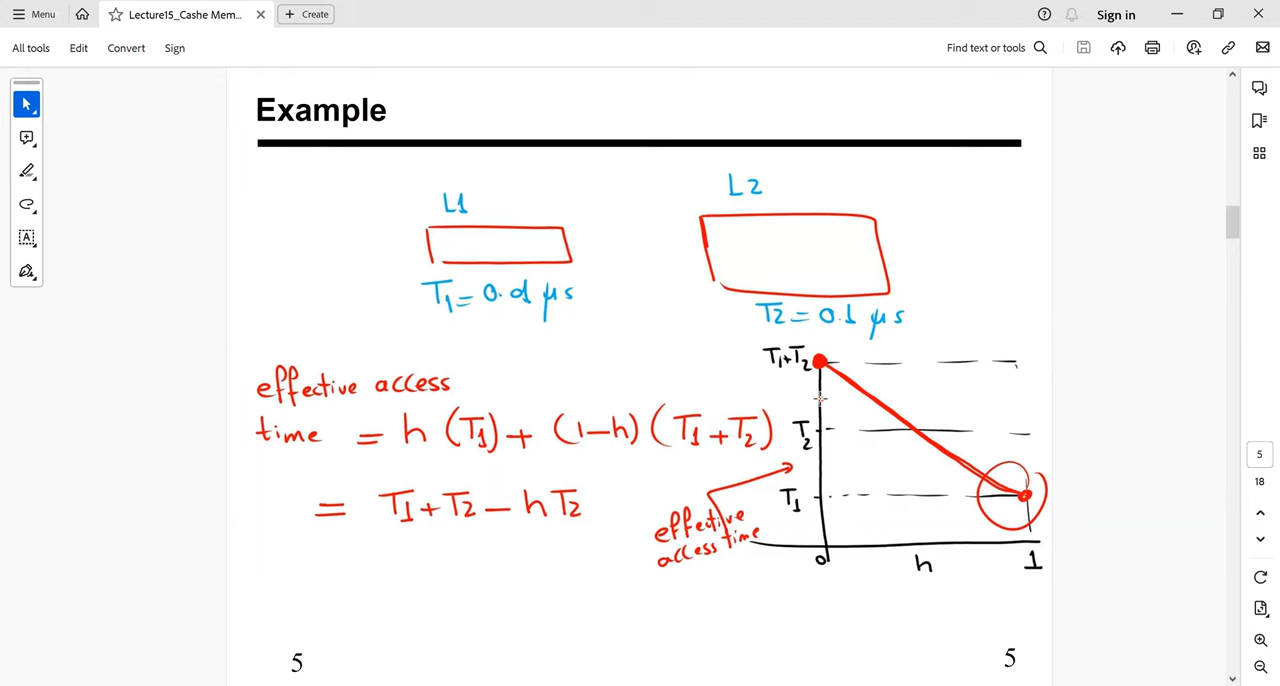 Menu
Lecture15_Cashe Mem...
Create
Sign in
All tools
Edit
Convert
Sign
Find text or tools
Example
L1
L2
T1 = 0.01 μs
T2 = 0.1 μs
effective access
time = h (T1) + (1-h) (T1+T2)
= T1+T2 - hT2
T1+T2
T2
T1
effective
access time
0
h
1
5
5
5
18